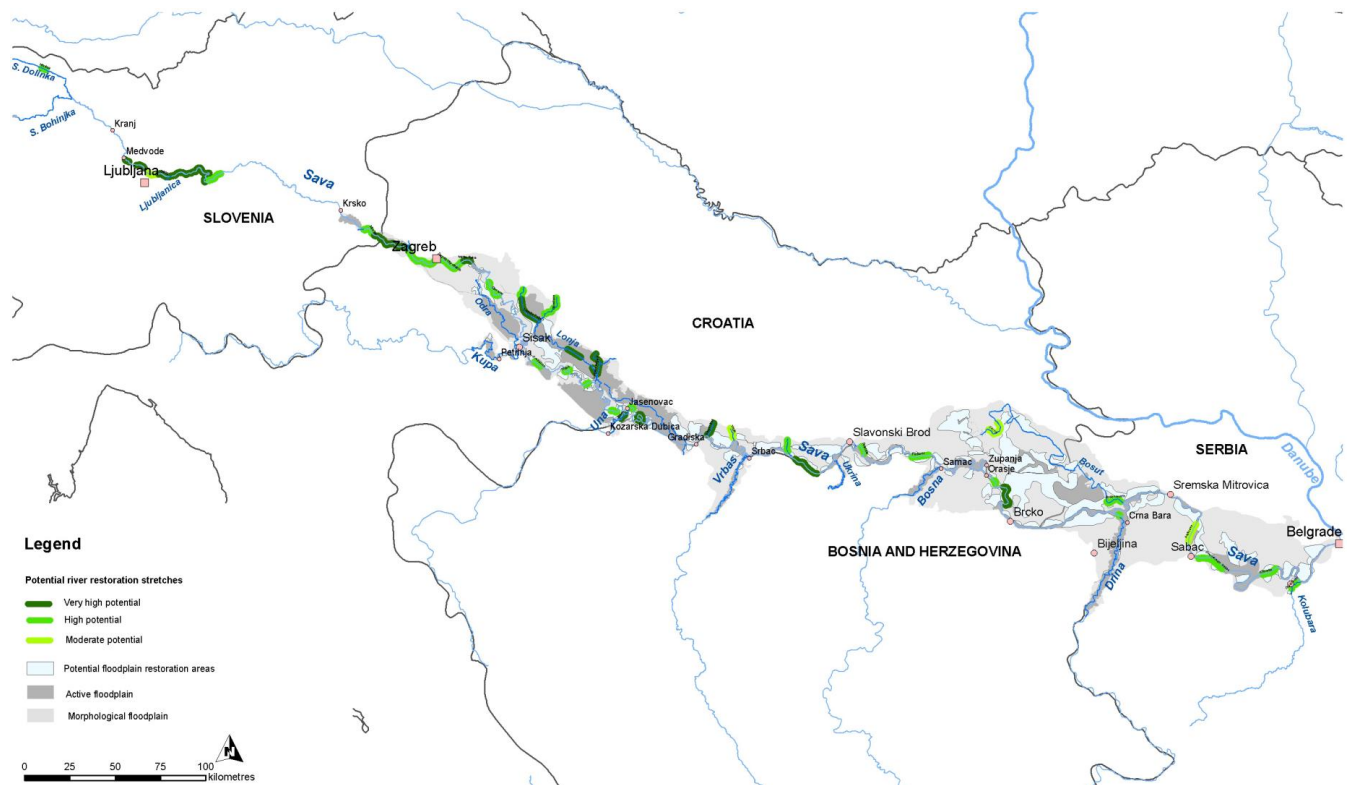 S. Dolinka
S. Bohinjka
Kranj
Medvode
Ljubljana
Ljubljanica
SLOVENIA
Sava
Krsko
Zagreb
Odra
Sisak
Petrinja
Kupa
Lonja
CROATIA
Jasenovac
Una
Kozarska Dubica
Gradiska
Vrbas
Srbac
Sava
Slavonski Brod
Ukrina
Bosna
Samac
Zupanja
Orasje
Brcko
BOSNIA AND HERZEGOVINA
Bosut
SERBIA
Danube
Sremska Mitrovica
Crna Bara
Bijeljina
Drina
Sabac
Sava
Belgrade
Kolubara
Legend
Potential river restoration stretches
Very high potential
High potential
Moderate potential
Potential floodplain restoration areas
Active floodplain
Morphological floodplain
N
0 25 50 75 100
kilometres